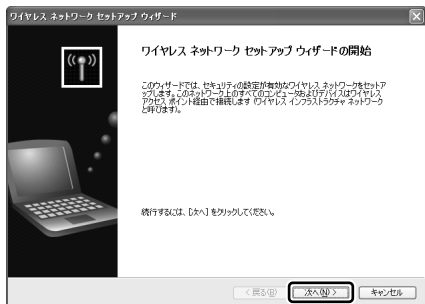 ワイヤレス ネットワーク セットアップ ウィザード
ワイヤレス ネットワーク セットアップ ウィザードの開始
このウィザードでは、セキュリティの設定が有効なワイヤレス ネットワークをセットア
ップします。このネットワーク上のすべてのコンピュータおよびデバイスはワイヤレス
アクセス ポイント経由で接続します (ワイヤレス インフラストラクチャ ネットワーク
と呼びます)。
続行するには、[次へ] をクリックしてください。
< 戻る(B)
次へ(N) >
キャンセル